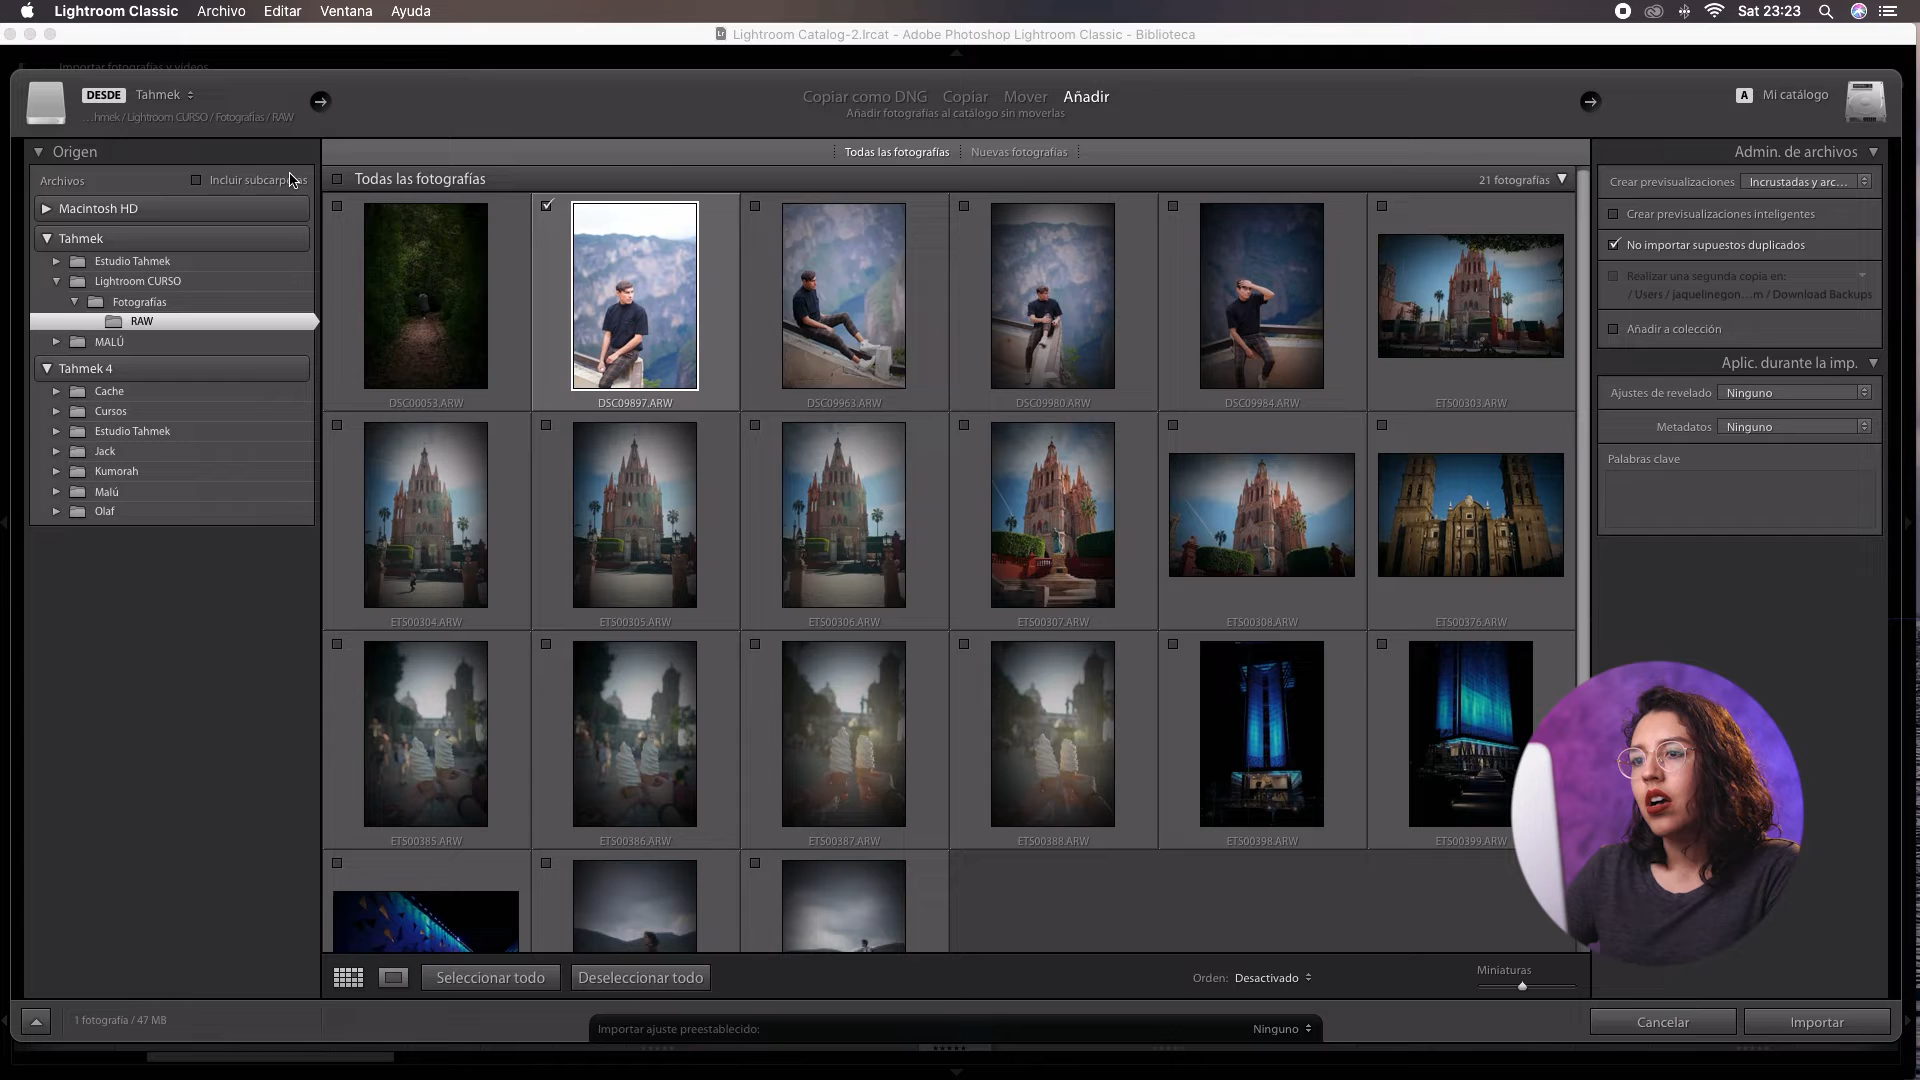 Lightroom Classic Archivo Editar Ventana Ayuda
Sat 23:23
Lightroom Catalog-2.lrcat - Adobe Photoshop Lightroom Classic - Biblioteca
Importar fotografías y vídeos
DESDE Tahmek
…hmek / Lightroom CURSO / Fotografías / RAW
Copiar como DNG Copiar Mover Añadir
Añadir fotografías al catálogo sin moverlas
A Mi catálogo
Origen
Archivos
Incluir subcarpetas
Macintosh HD
Tahmek
Estudio Tahmek
Lightroom CURSO
Fotografías
RAW
MALÚ
Tahmek 4
Cache
Cursos
Estudio Tahmek
Jack
Kumorah
Malú
Olaf
Todas las fotografías Nuevas fotografías
Todas las fotografías
21 fotografías
DSC00053.ARW
DSC09897.ARW
DSC09963.ARW
DSC09980.ARW
DSC09984.ARW
ETS00303.ARW
ETS00304.ARW
ETS00305.ARW
ETS00306.ARW
ETS00307.ARW
ETS00308.ARW
ETS00376.ARW
ETS00385.ARW
ETS00386.ARW
ETS00387.ARW
ETS00388.ARW
ETS00398.ARW
ETS00399.ARW
Admin. de archivos
Crear previsualizaciones Incrustadas y arc…
Crear previsualizaciones inteligentes
No importar supuestos duplicados
Realizar una segunda copia en:
/ Users / jaquelinegon…m / Download Backups
Añadir a colección
Aplic. durante la imp.
Ajustes de revelado Ninguno
Metadatos Ninguno
Palabras clave
Seleccionar todo
Deseleccionar todo
Orden: Desactivado
Miniaturas
1 fotografía / 47 MB
Importar ajuste preestablecido: Ninguno
Cancelar
Importar